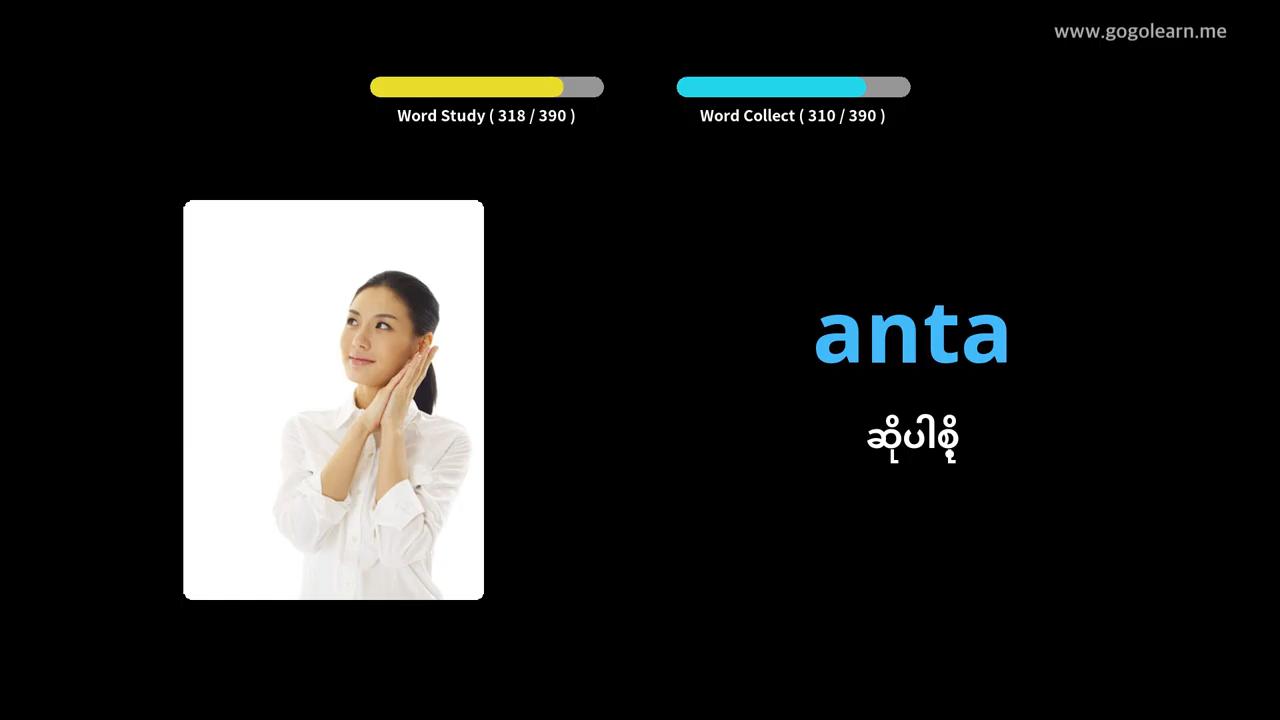 www.gogolearn.me
Word Study ( 318 / 390 )
Word Collect ( 310 / 390 )
anta
ဆိုပါစို့